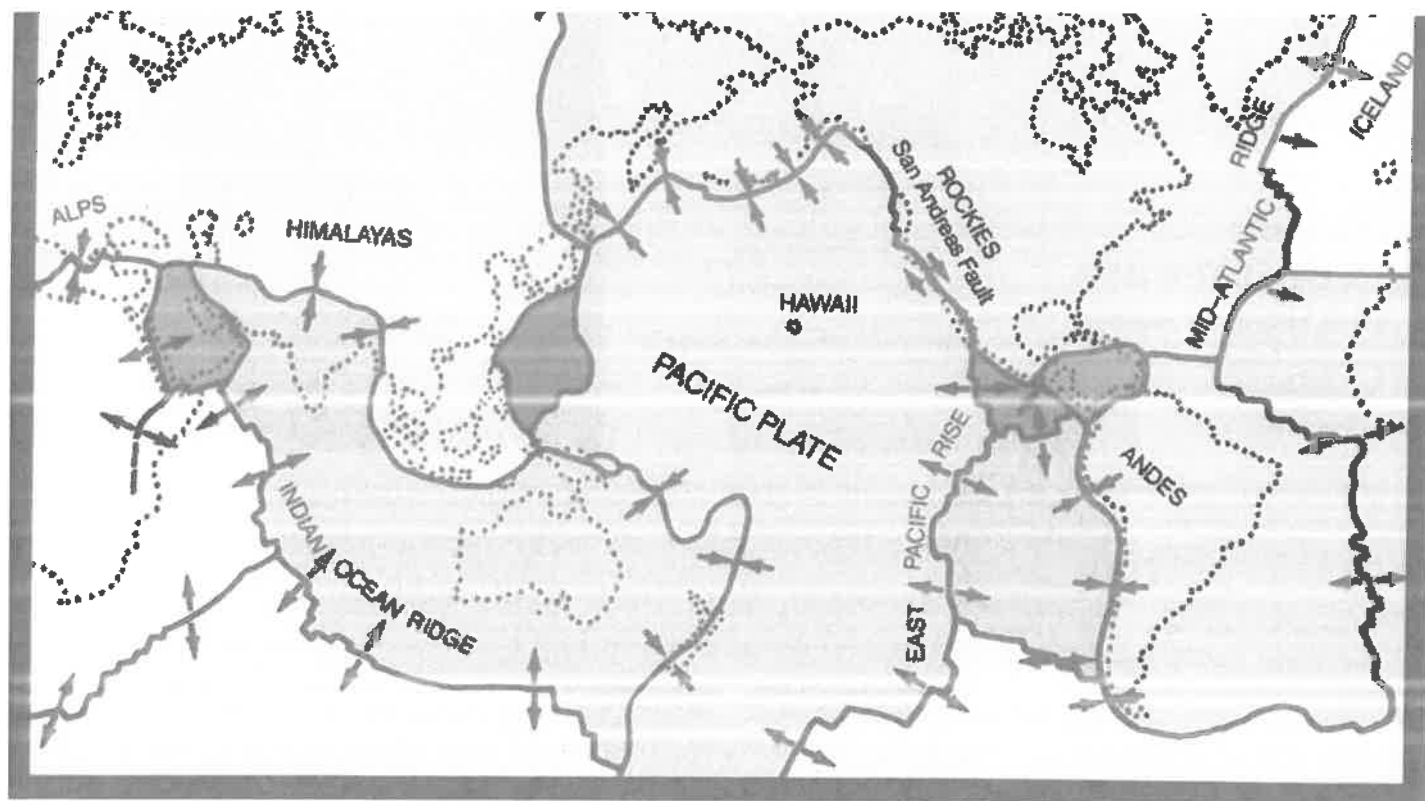 ALPS
HIMALAYAS
INDIAN OCEAN RIDGE
HAWAII
PACIFIC PLATE
ROCKIES
San Andreas Fault
EAST PACIFIC RISE
ANDES
MID-ATLANTIC RIDGE
ICELAND